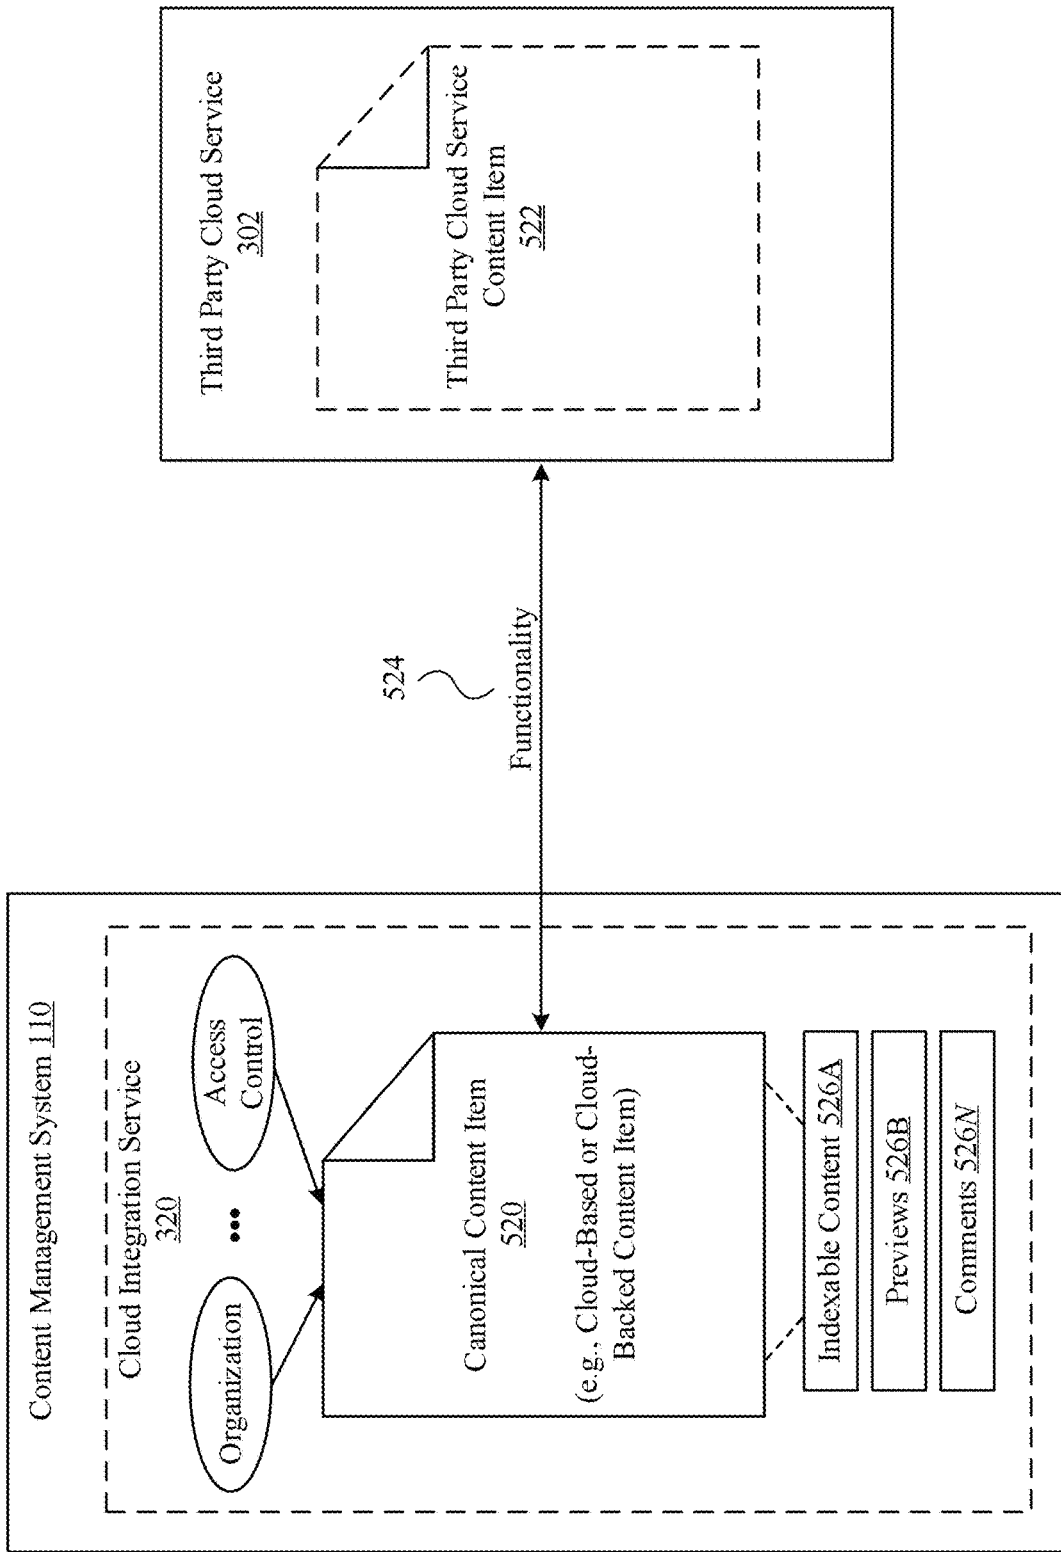 Content Management System 110
Cloud Integration Service
320
Organization
•••
Access
Control
Canonical Content Item
520
(e.g., Cloud-Based or Cloud-
Backed Content Item)
Indexable Content 526A
Previews 526B
Comments 526N
524
Functionality
Third Party Cloud Service
302
Third Party Cloud Service
Content Item
522